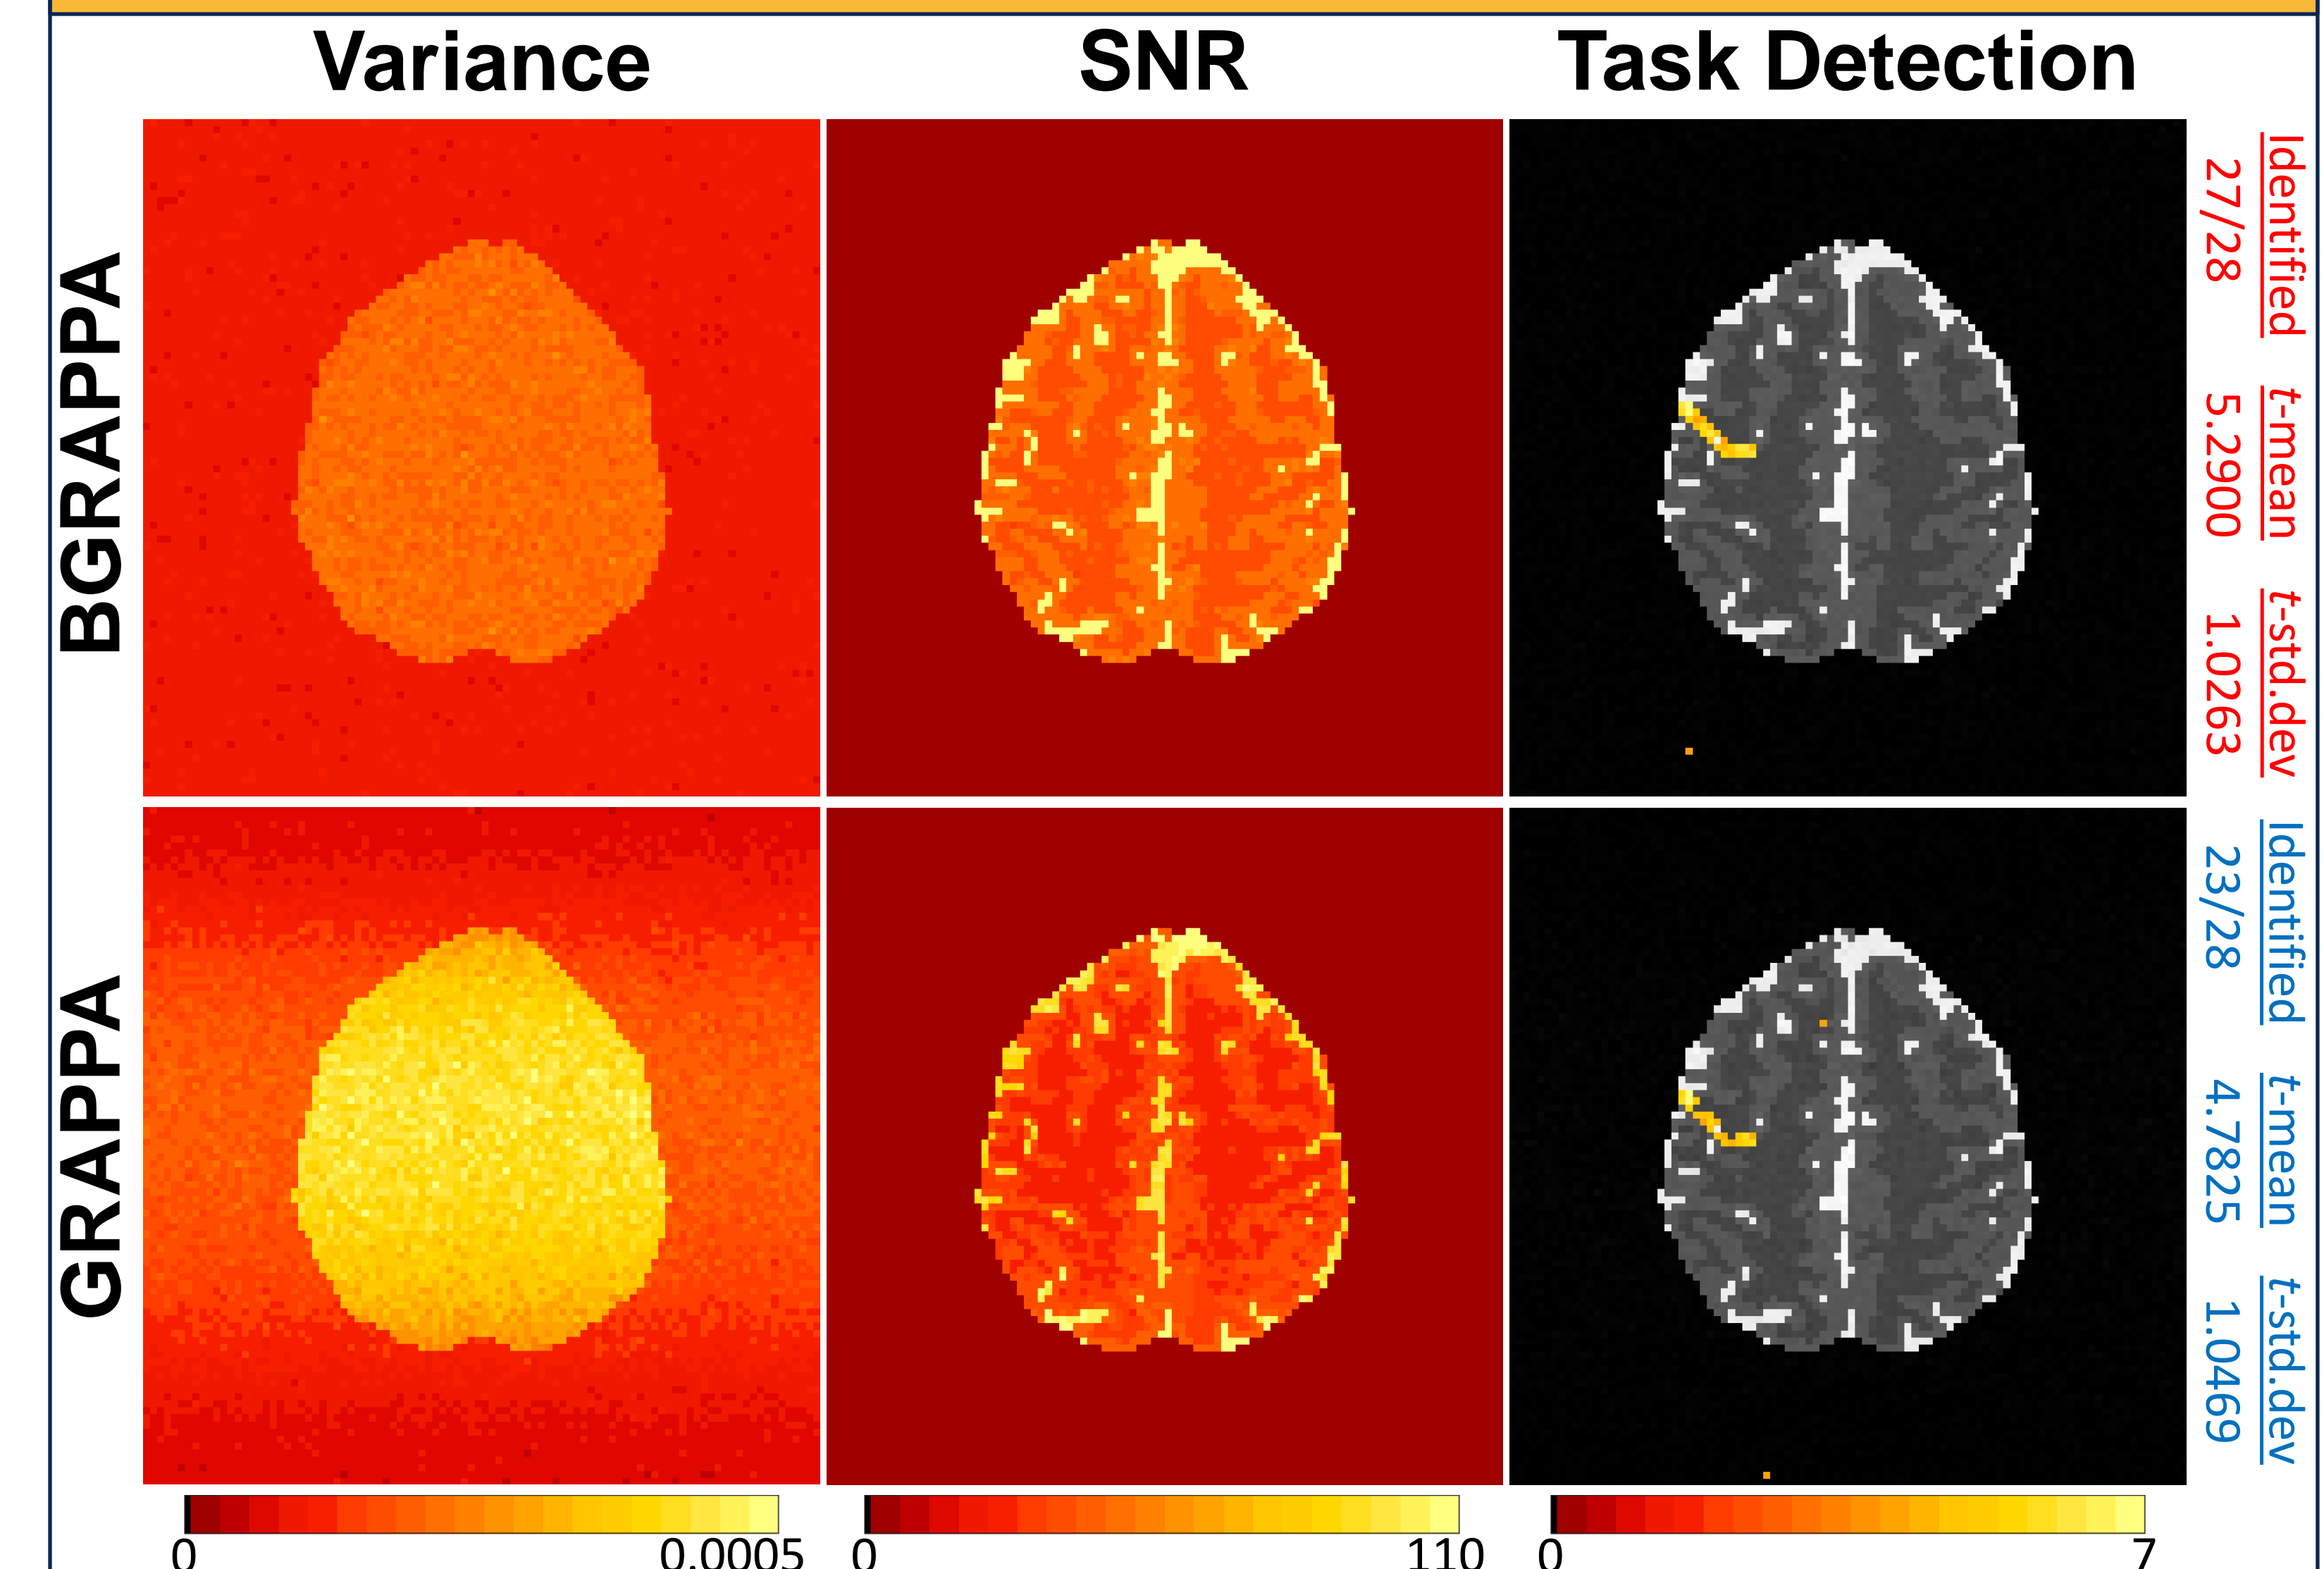 Variance
SNR
Task Detection
BGRAPPA
Identified
27/28
t-mean
5.2900
t-std.dev
1.0263
GRAPPA
Identified
23/28
t-mean
4.7825
t-std.dev
1.0469
0
0.0005
0
110
0
7